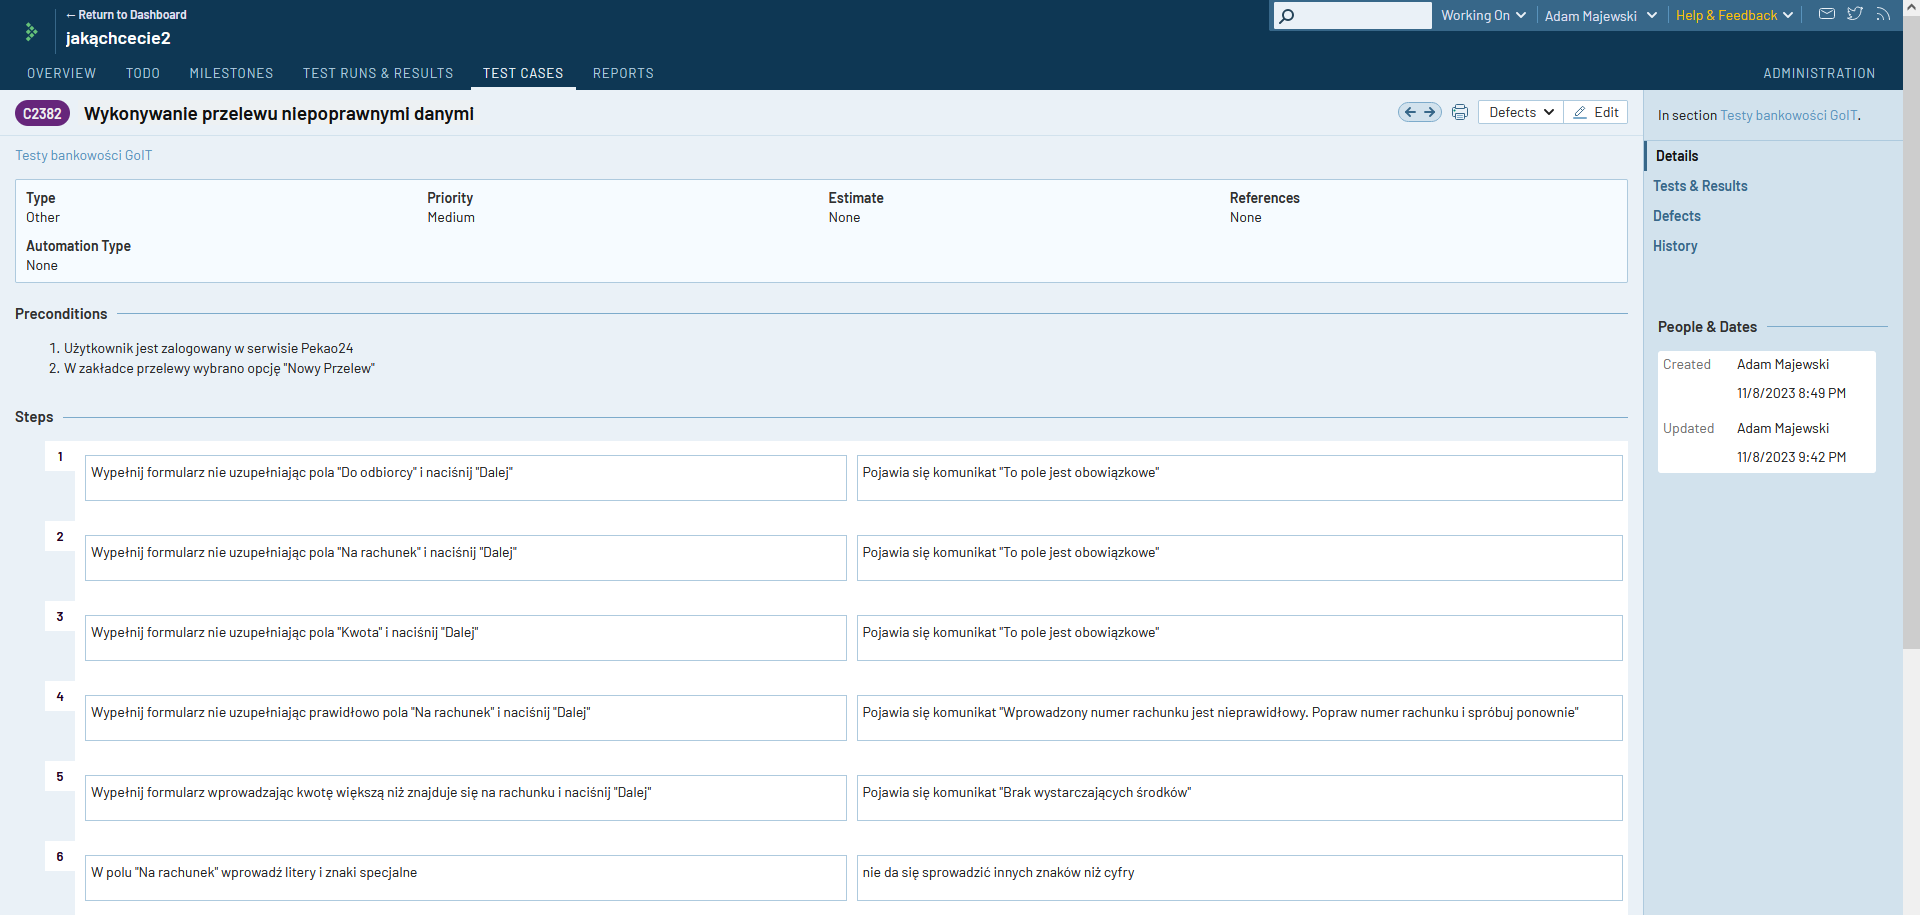 ← Return to Dashboard
jakąchcecie2
Working On
Adam Majewski
Help & Feedback
OVERVIEW
TODO
MILESTONES
TEST RUNS & RESULTS
TEST CASES
REPORTS
ADMINISTRATION
C2382
Wykonywanie przelewu niepoprawnymi danymi
Defects
Edit
In section Testy bankowości GoIT.
Testy bankowości GoIT
Type
Other
Priority
Medium
Estimate
None
References
None
Automation Type
None
Details
Tests & Results
Defects
History
Preconditions
1. Użytkownik jest zalogowany w serwisie Pekao24
2. W zakładce przelewy wybrano opcję "Nowy Przelew"
People & Dates
Created
Adam Majewski
11/8/2023 8:49 PM
Updated
Adam Majewski
11/8/2023 9:42 PM
Steps
1
Wypełnij formularz nie uzupełniając pola "Do odbiorcy" i naciśnij "Dalej"
Pojawia się komunikat "To pole jest obowiązkowe"
2
Wypełnij formularz nie uzupełniając pola "Na rachunek" i naciśnij "Dalej"
Pojawia się komunikat "To pole jest obowiązkowe"
3
Wypełnij formularz nie uzupełniając pola "Kwota" i naciśnij "Dalej"
Pojawia się komunikat "To pole jest obowiązkowe"
4
Wypełnij formularz nie uzupełniając prawidłowo pola "Na rachunek" i naciśnij "Dalej"
Pojawia się komunikat "Wprowadzony numer rachunku jest nieprawidłowy. Popraw numer rachunku i spróbuj ponownie"
5
Wypełnij formularz wprowadzając kwotę większą niż znajduje się na rachunku i naciśnij "Dalej"
Pojawia się komunikat "Brak wystarczających środków"
6
W polu "Na rachunek" wprowadź litery i znaki specjalne
nie da się sprowadzić innych znaków niż cyfry